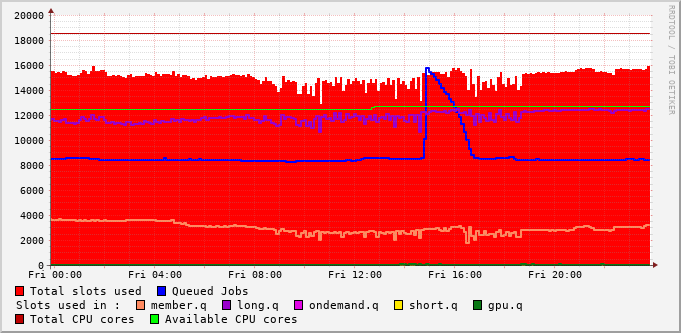 20000
18000
16000
14000
12000
10000
8000
6000
4000
2000
0
Fri 00:00 Fri 04:00 Fri 08:00 Fri 12:00 Fri 16:00 Fri 20:00
Total slots used Queued Jobs
Slots used in : member.q long.q ondemand.q short.q gpu.q
Total CPU cores Available CPU cores
RRDTOOL / TOBI OETIKER